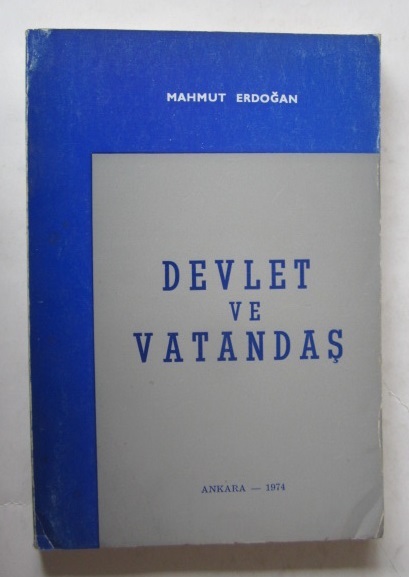 MAHMUT ERDOĞAN
DEVLET
VE
VATANDAŞ
ANKARA — 1974